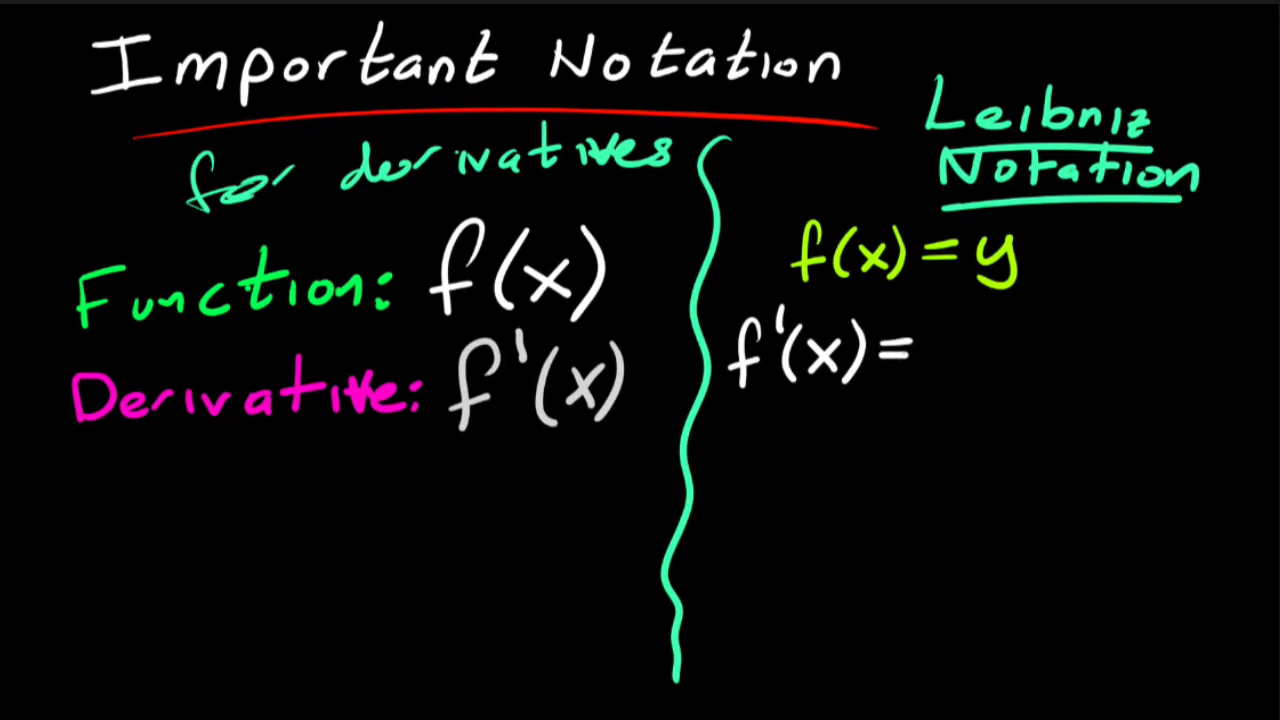 Important Notation
for derivatives
Function: f(x)
Derivative: f'(x)
Leibniz
Notation
f(x) = y
f'(x) =